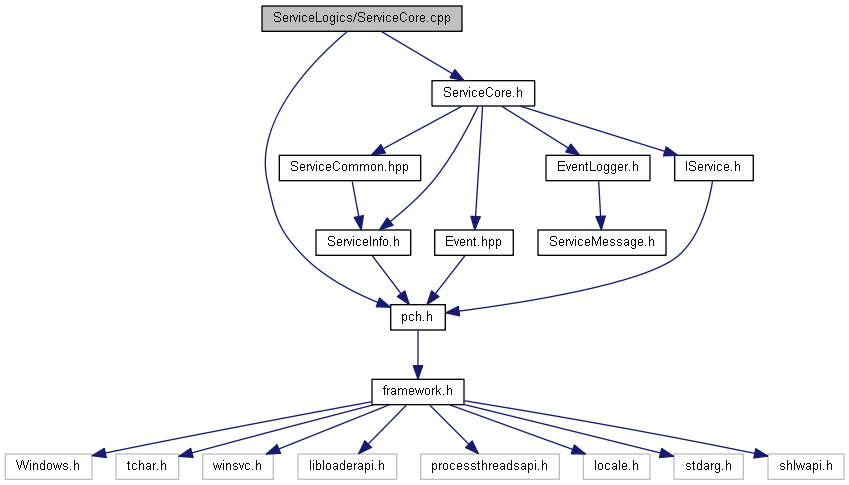 ServiceLogics/ServiceCore.cpp
ServiceCore.h
ServiceCommon.hpp
EventLogger.h
IService.h
ServiceInfo.h
Event.hpp
ServiceMessage.h
pch.h
framework.h
Windows.h
tchar.h
winsvc.h
libloaderapi.h
processthreadsapi.h
locale.h
stdarg.h
shlwapi.h